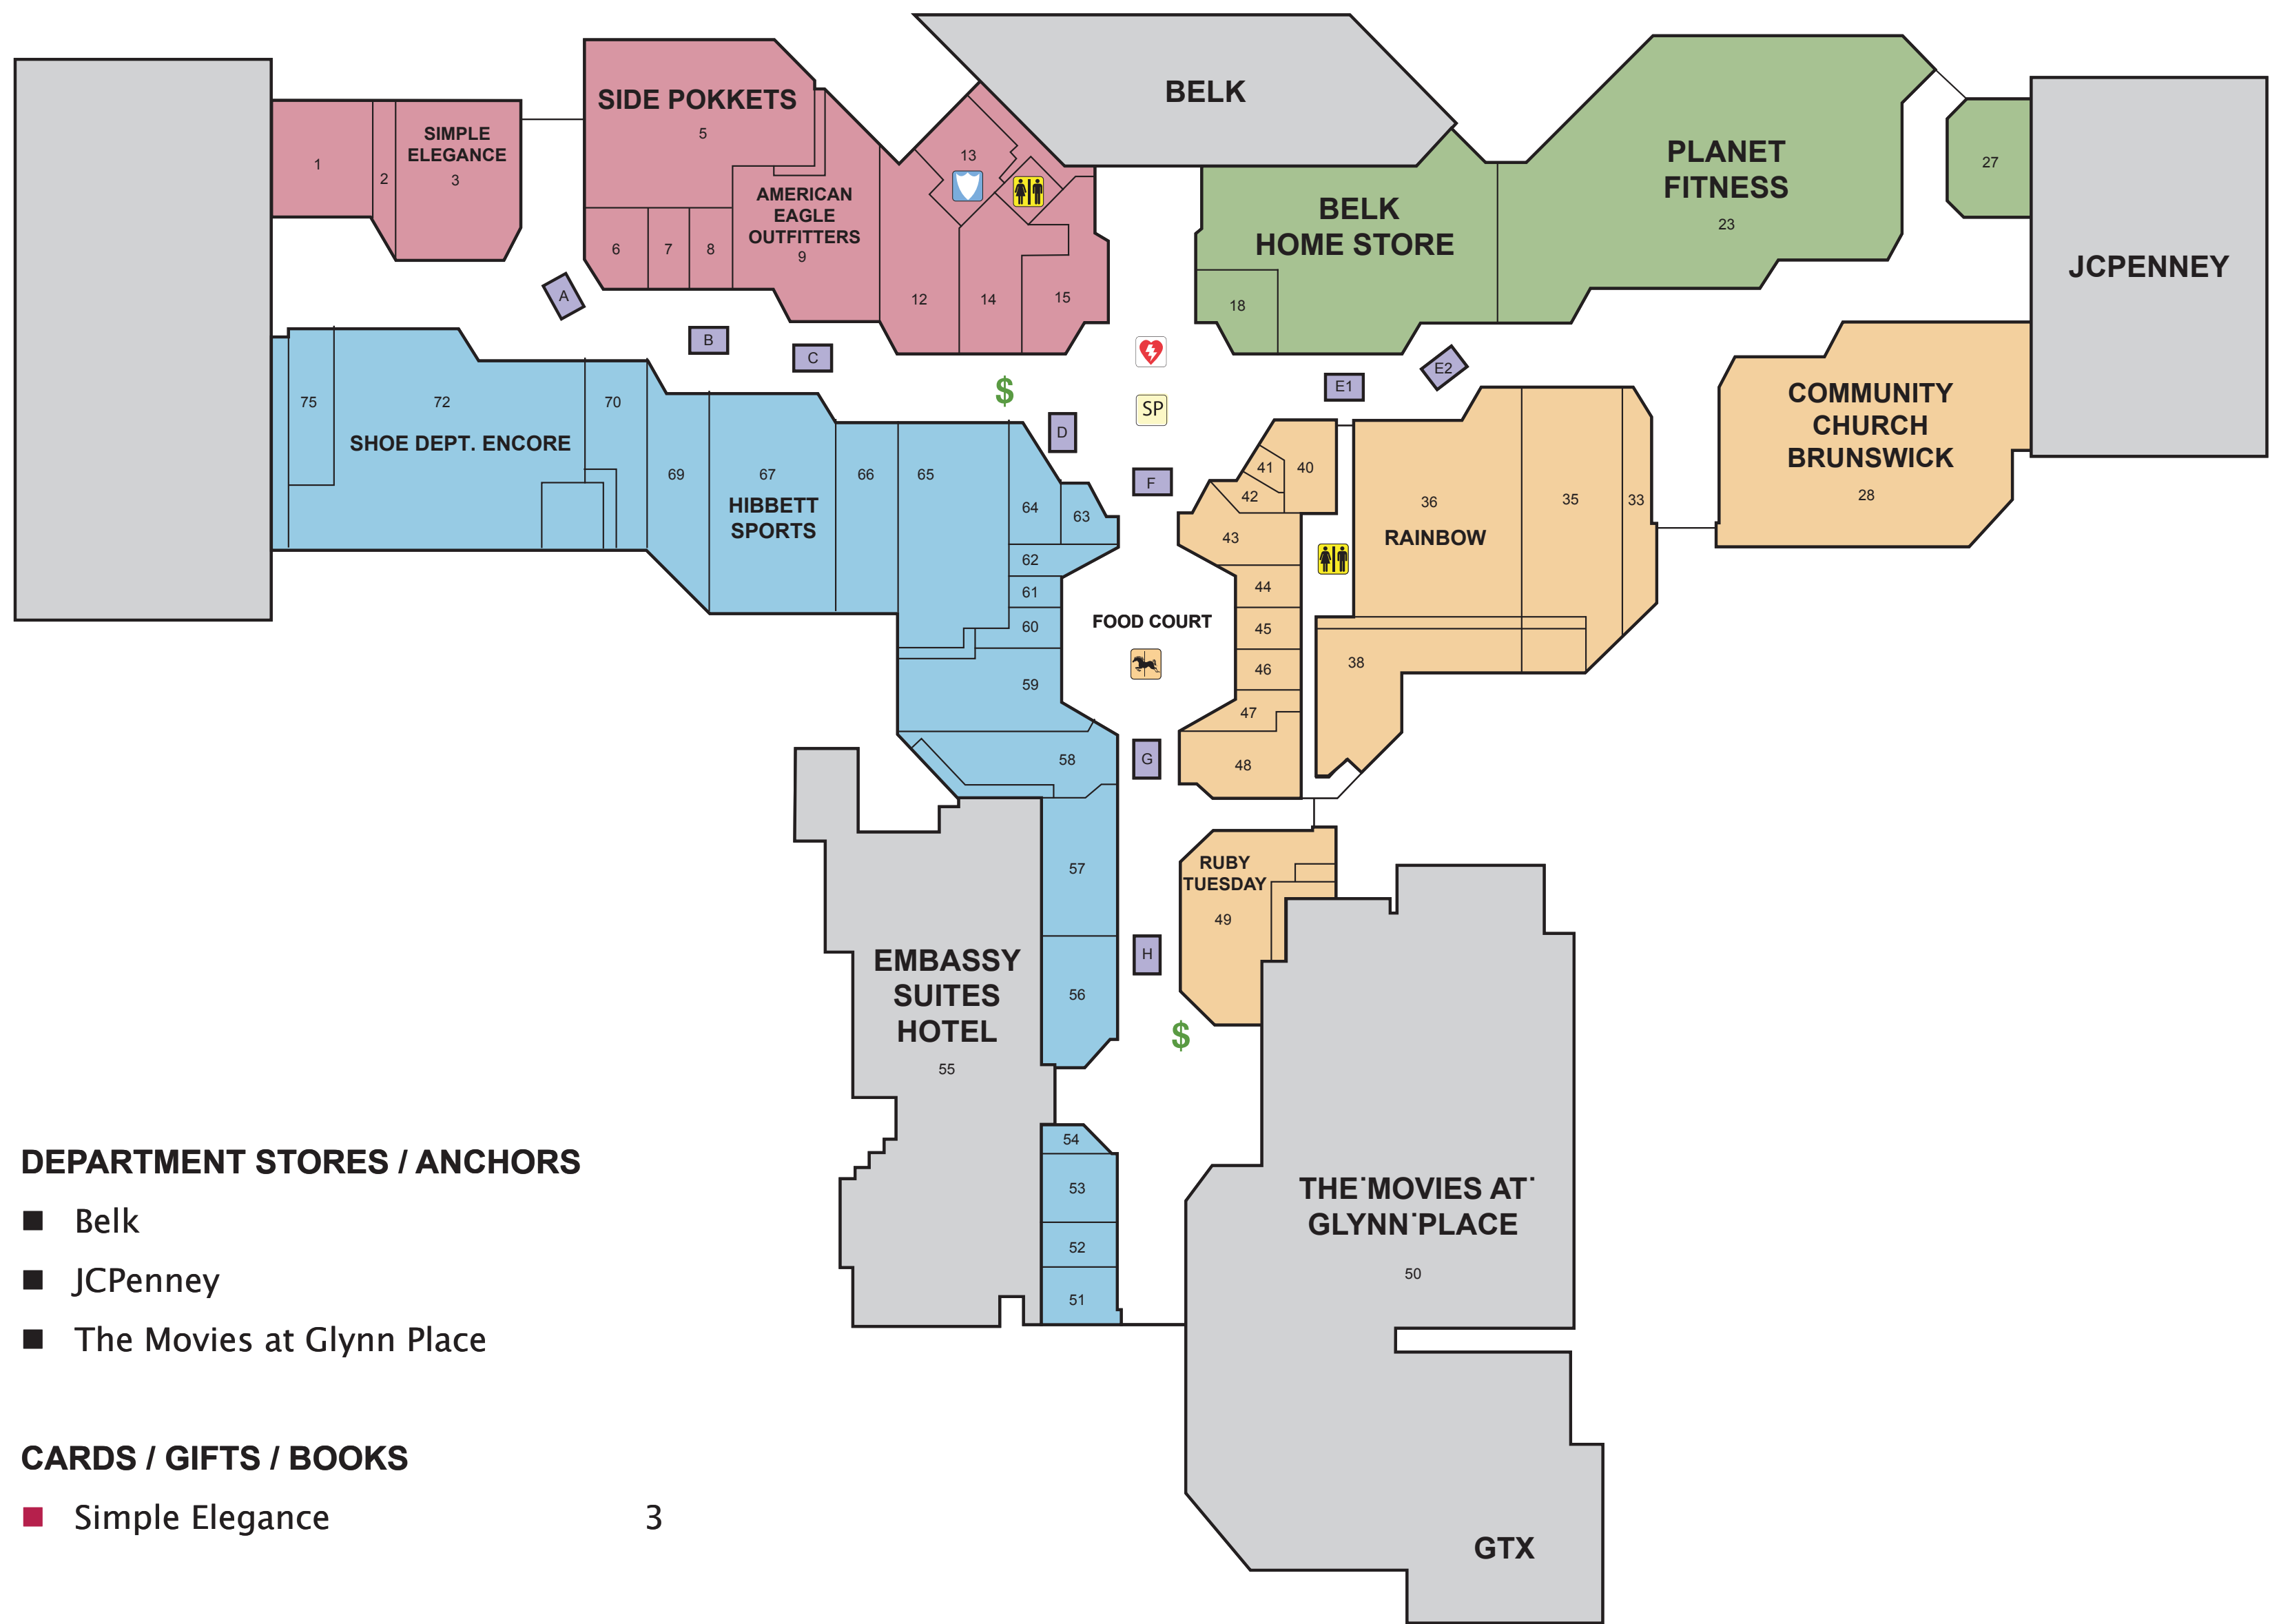 BELK
SIDE POKKETS
5
SIMPLE
ELEGANCE
3
1
2
PLANET
FITNESS
23
27
13
AMERICAN
EAGLE
OUTFITTERS
9
6
7
8
12
14
15
BELK
HOME STORE
18
JCPENNEY
A
B
C
$
SP
D
E1
E2
F
COMMUNITY
CHURCH
BRUNSWICK
28
75
72
SHOE DEPT. ENCORE
70
69
67
HIBBETT
SPORTS
66
65
64
63
62
61
60
59
58
41
40
42
43
44
45
46
47
48
36
RAINBOW
35
33
38
FOOD COURT
G
57
RUBY
TUESDAY
49
H
56
$
EMBASSY
SUITES
HOTEL
55
54
53
52
51
THE MOVIES AT
GLYNN PLACE
50
GTX
DEPARTMENT STORES / ANCHORS
Belk
JCPenney
The Movies at Glynn Place
CARDS / GIFTS / BOOKS
Simple Elegance 3